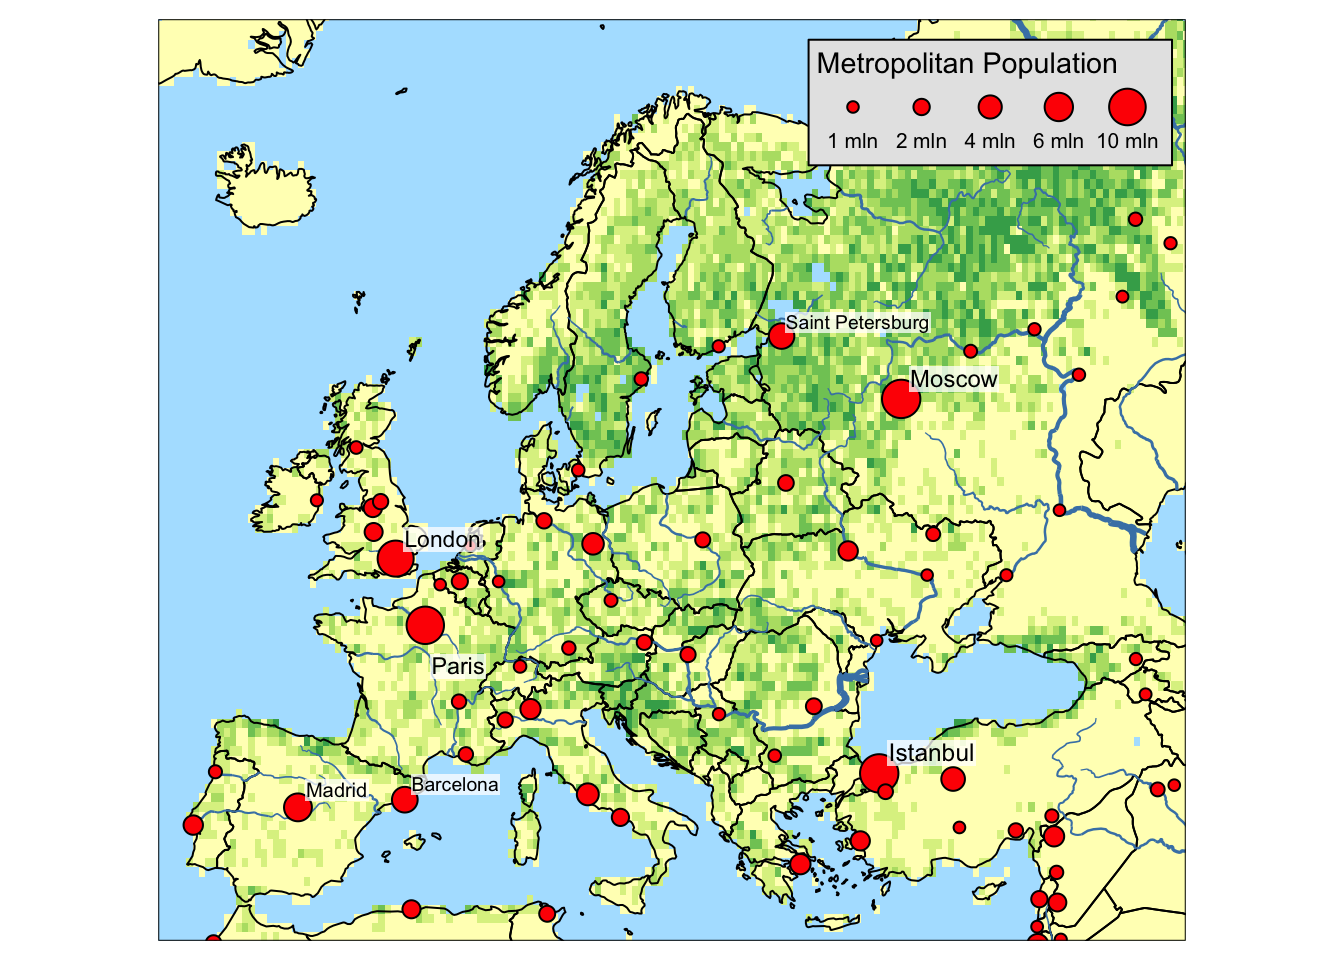 Metropolitan Population
1 mln 2 mln 4 mln 6 mln 10 mln
Saint Petersburg
Moscow
London
Paris
Istanbul
Madrid
Barcelona